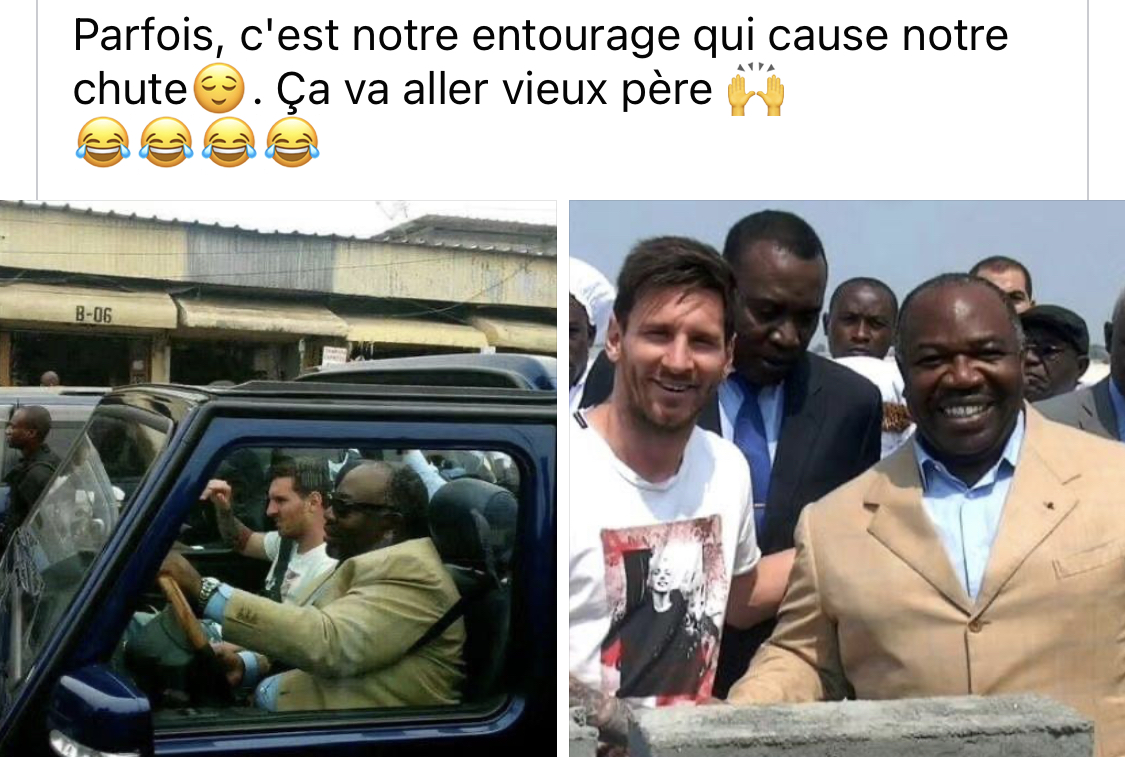 Parfois, c'est notre entourage qui cause notre
chute😌. Ça va aller vieux père 🙌
😂😂😂😂
B-06